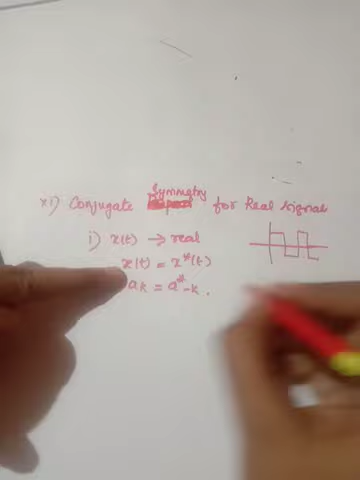 xi) Conjugate Symmetry for Real signal
i) x(t) → real
x(t) = x*(t)
ak = a*-k.